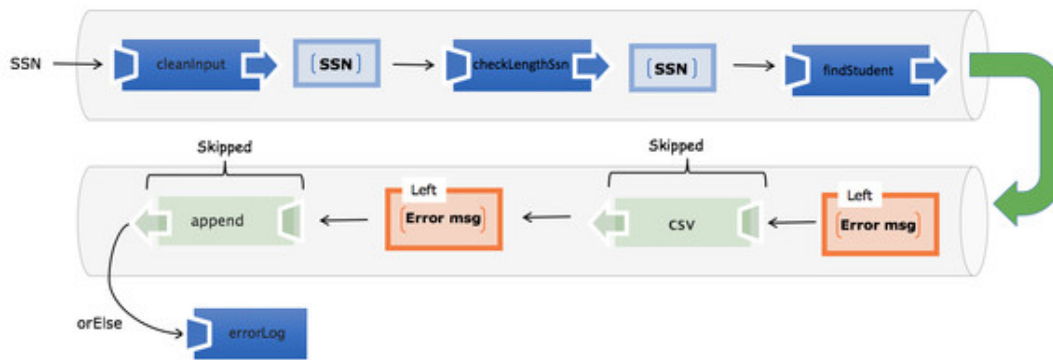 SSN
cleanInput
SSN
checkLengthSsn
SSN
findStudent
Skipped
Skipped
append
Left
Error msg
csv
Left
Error msg
orElse
errorLog